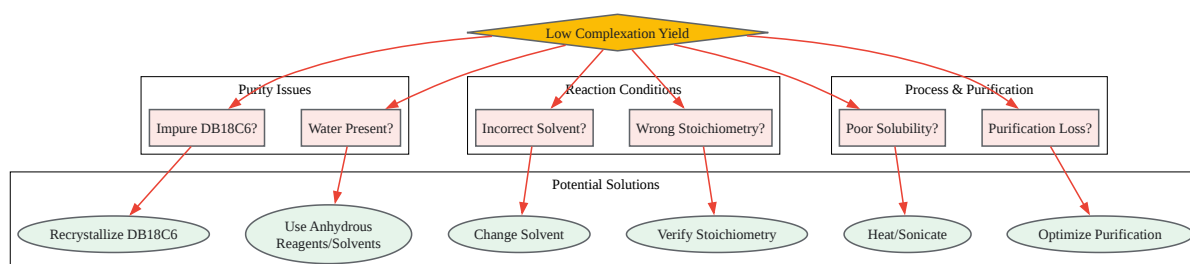 Low Complexation Yield
Purity Issues
Reaction Conditions
Process & Purification
Impure DB18C6?
Water Present?
Incorrect Solvent?
Wrong Stoichiometry?
Poor Solubility?
Purification Loss?
Potential Solutions
Recrystallize DB18C6
Use Anhydrous
Reagents/Solvents
Change Solvent
Verify Stoichiometry
Heat/Sonicate
Optimize Purification